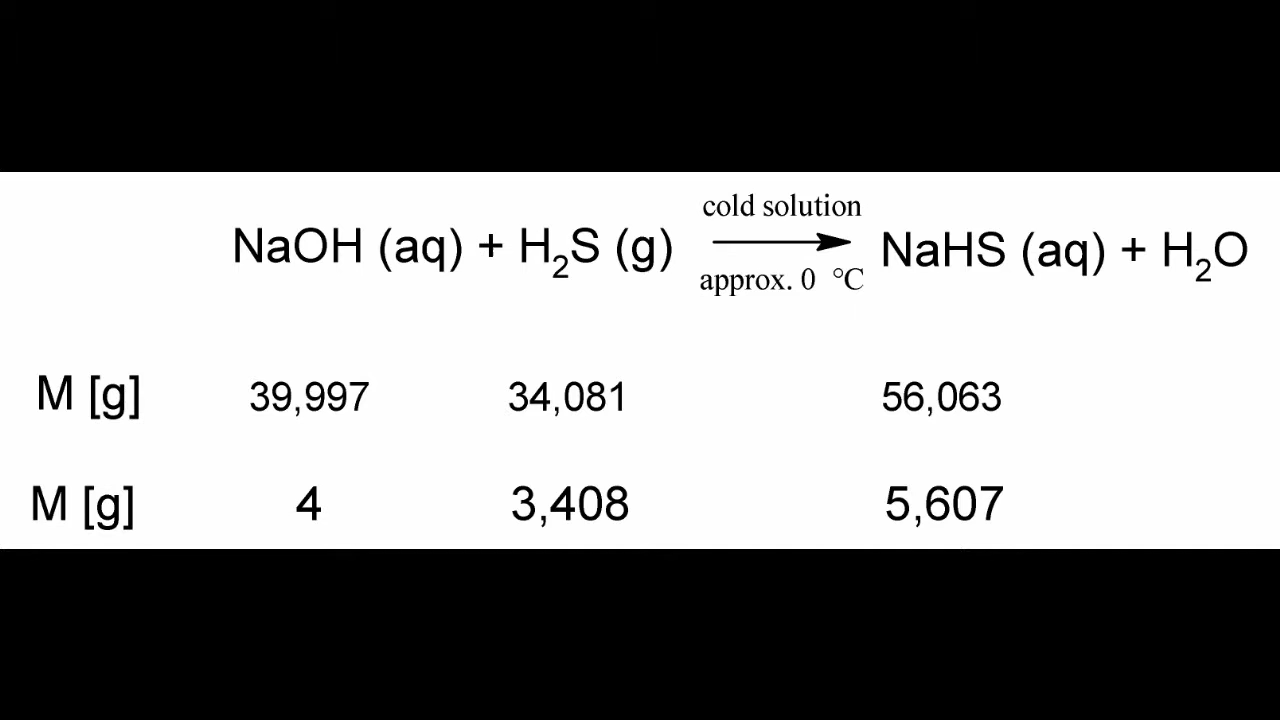 cold solution
NaOH (aq) + H₂S (g) → NaHS (aq) + H₂O
approx. 0 °C
M [g] 39,997 34,081 56,063
M [g] 4 3,408 5,607